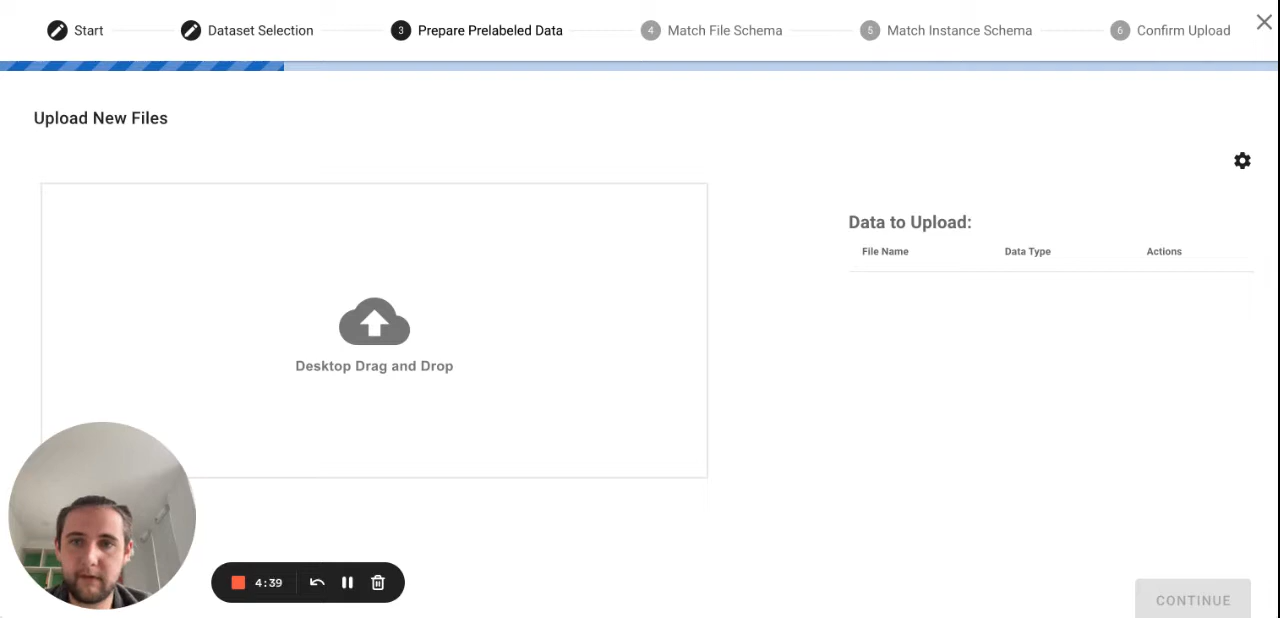 Start
Dataset Selection
3 Prepare Prelabeled Data
4 Match File Schema
5 Match Instance Schema
6 Confirm Upload
Upload New Files
Desktop Drag and Drop
Data to Upload:
File Name Data Type Actions
4:39
CONTINUE